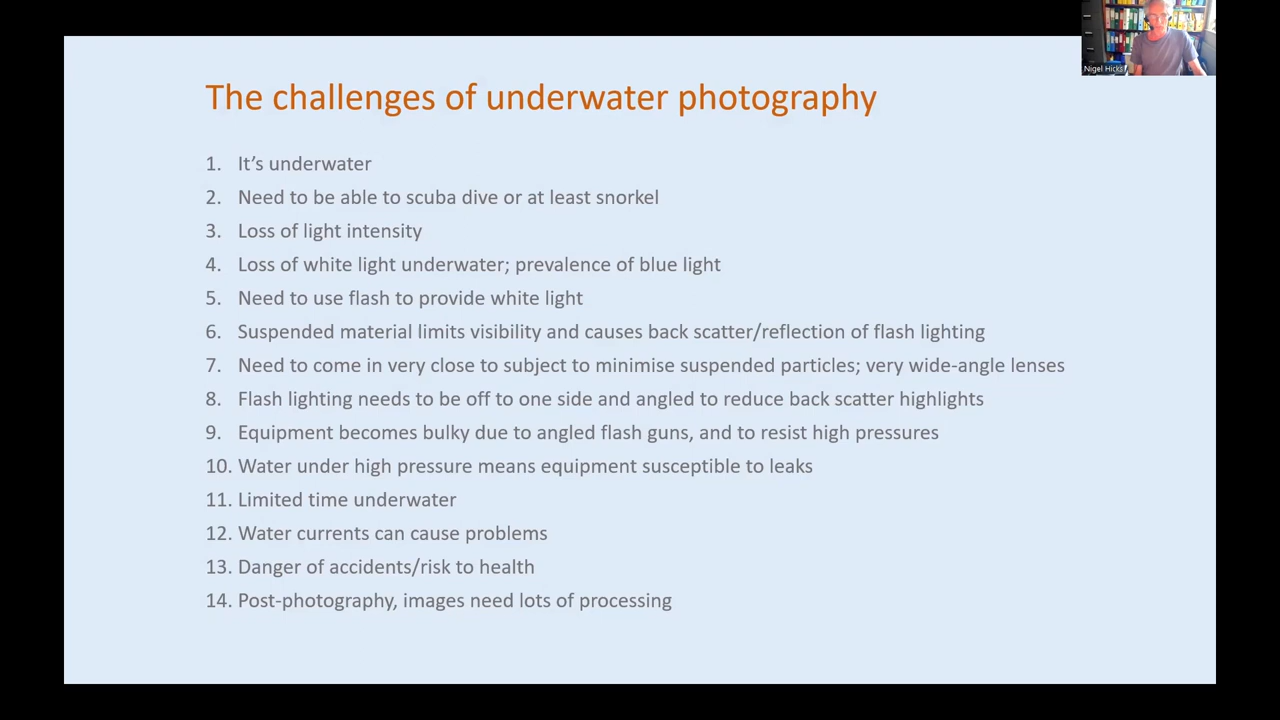 The challenges of underwater photography
1. It’s underwater
2. Need to be able to scuba dive or at least snorkel
3. Loss of light intensity
4. Loss of white light underwater; prevalence of blue light
5. Need to use flash to provide white light
6. Suspended material limits visibility and causes back scatter/reflection of flash lighting
7. Need to come in very close to subject to minimise suspended particles; very wide-angle lenses
8. Flash lighting needs to be off to one side and angled to reduce back scatter highlights
9. Equipment becomes bulky due to angled flash guns, and to resist high pressures
10. Water under high pressure means equipment susceptible to leaks
11. Limited time underwater
12. Water currents can cause problems
13. Danger of accidents/risk to health
14. Post-photography, images need lots of processing
Nigel Hicks